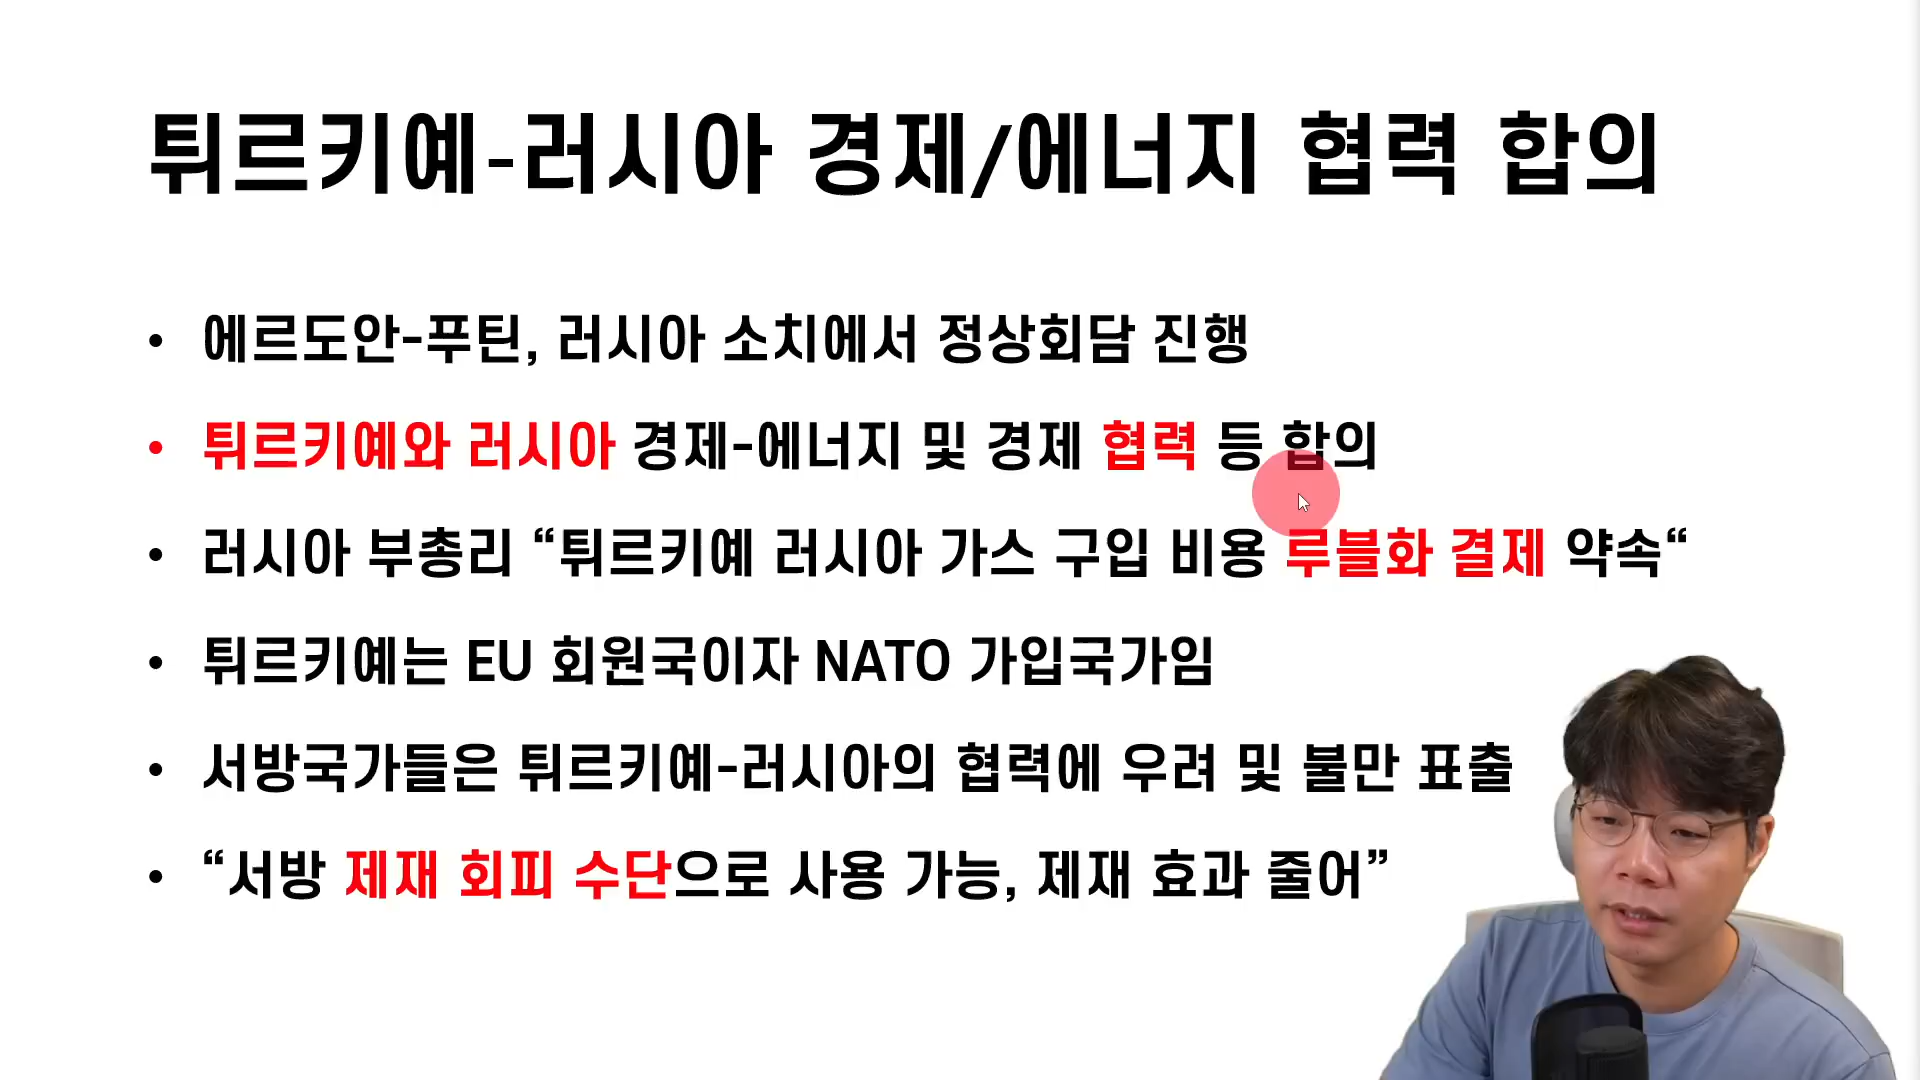 튀르키예-러시아 경제/에너지 협력 합의
• 에르도안-푸틴, 러시아 소치에서 정상회담 진행
• 튀르키예와 러시아 경제-에너지 및 경제 협력 등 합의
• 러시아 부총리 “튀르키예 러시아 가스 구입 비용 루블화 결제 약속“
• 튀르키예는 EU 회원국이자 NATO 가입국가임
• 서방국가들은 튀르키예-러시아의 협력에 우려 및 불만 표출
• “서방 제재 회피 수단으로 사용 가능, 제재 효과 줄어”